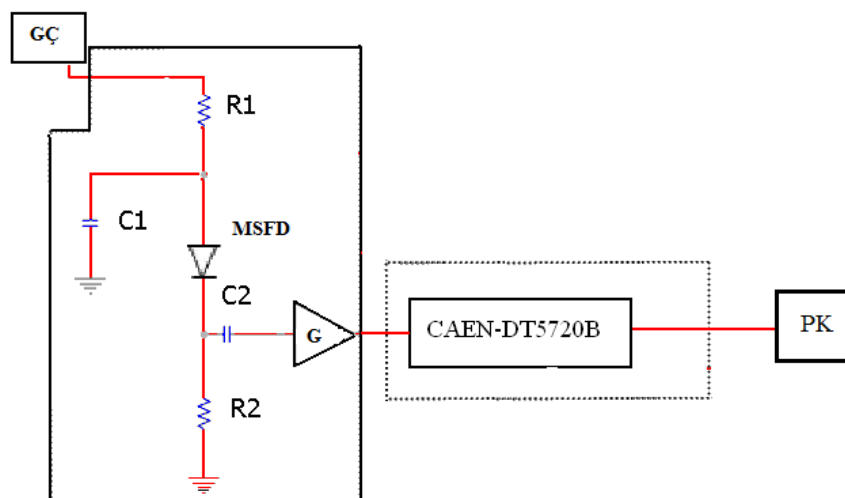 GÇ
R1
C1
MSFD
C2
G
CAEN-DT5720B
PK
R2